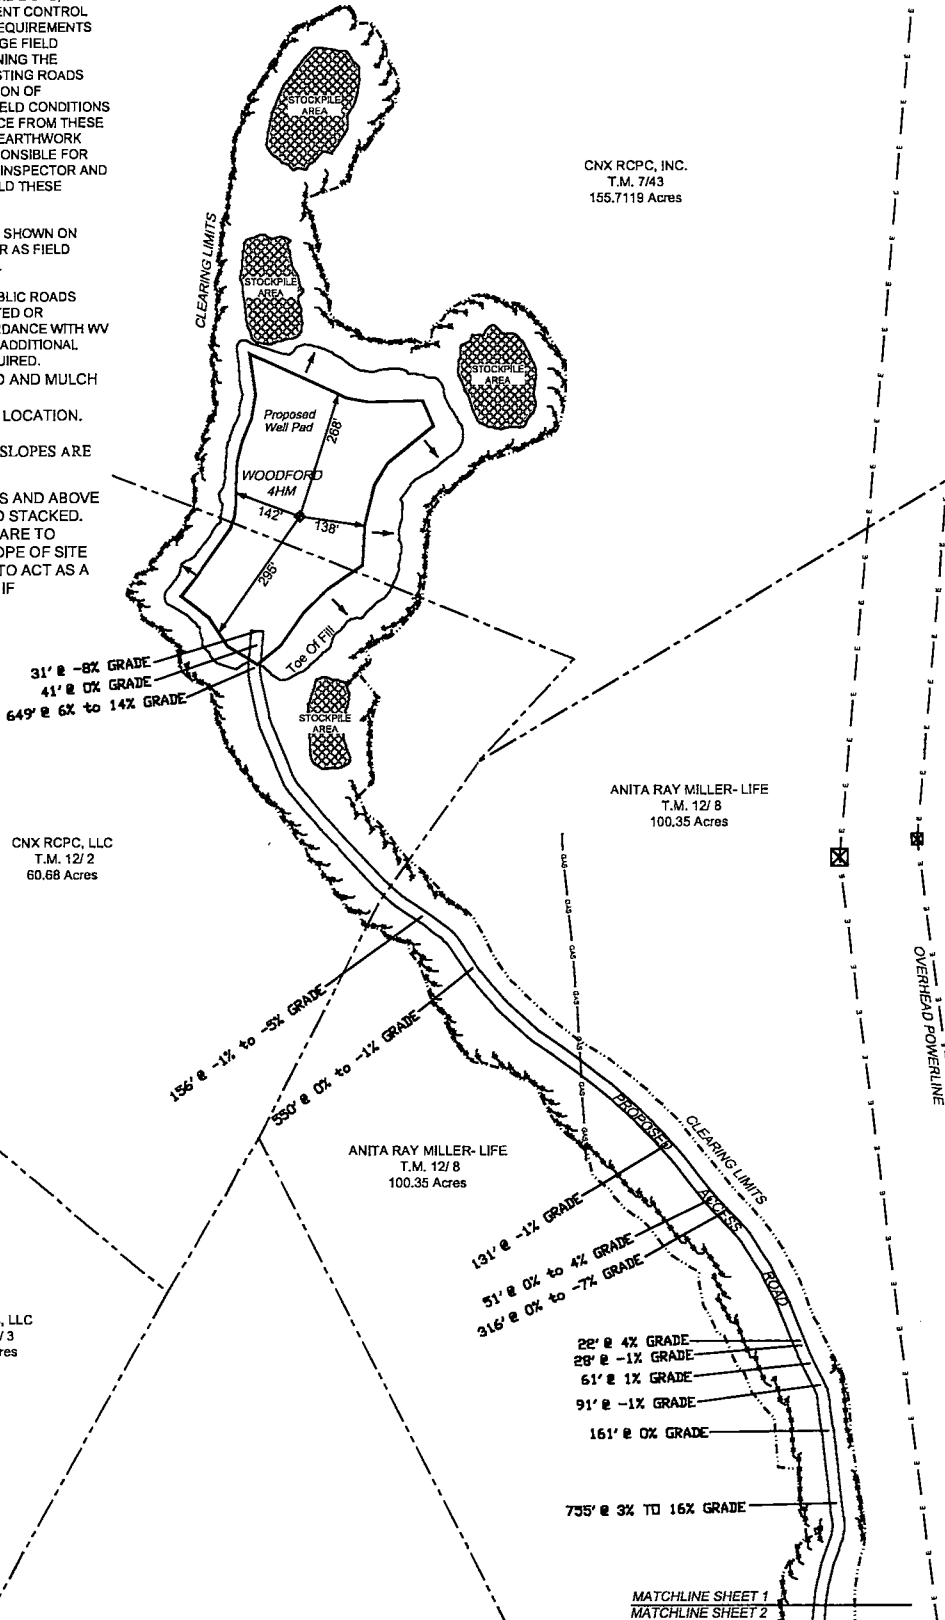 ENT CONTROL
EQUIREMENTS
GE FIELD
NING THE
STING ROADS
ON OF
ELD CONDITIONS
CE FROM THESE
EARTHWORK
ONSIBLE FOR
INSPECTOR AND
LD THESE
SHOWN ON
R AS FIELD
BLIC ROADS
TED OR
RDANCE WITH WV
ADDITIONAL
UIRED.
D AND MULCH
LOCATION.
SLOPES ARE
S AND ABOVE
D STACKED.
ARE TO
OPE OF SITE
TO ACT AS A
IF
STOCKPILE
AREA
CNX RCPC, INC.
T.M. 7/43
155.7119 Acres
CLEARING LIMITS
STOCKPILE
AREA
STOCKPILE
AREA
Proposed
Well Pad
268'
WOODFORD
4HM
142'
138'
295'
Toe Of Fill
31' @ -8% GRADE
41' @ 0% GRADE
649' @ 6% to 14% GRADE
STOCKPILE
AREA
ANITA RAY MILLER- LIFE
T.M. 12/ 8
100.35 Acres
CNX RCPC, LLC
T.M. 12/ 2
60.68 Acres
GAS
GAS
GAS
GAS
OVERHEAD POWERLINE
156' @ -1% to -5% GRADE
550' @ 0% to -1% GRADE
PROPOSED
ACCESS
ROAD
CLEARING LIMITS
ANITA RAY MILLER- LIFE
T.M. 12/ 8
100.35 Acres
131' @ -1% GRADE
51' @ 0% to 4% GRADE
316' @ 0% to -7% GRADE
, LLC
/ 3
res
22' @ 4% GRADE
28' @ -1% GRADE
61' @ 1% GRADE
91' @ -1% GRADE
161' @ 0% GRADE
755' @ 3% TO 16% GRADE
MATCHLINE SHEET 1
MATCHLINE SHEET 2